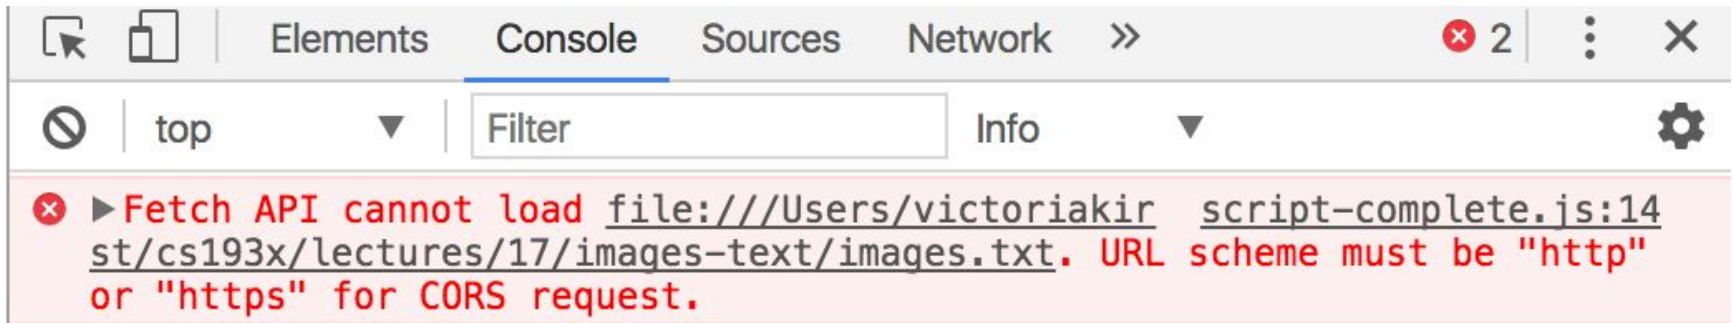 Elements Console Sources Network » 2
top ▼ Filter Info ▼
▶Fetch API cannot load file:///Users/victoriakir script-complete.js:14
st/cs193x/lectures/17/images-text/images.txt. URL scheme must be "http"
or "https" for CORS request.